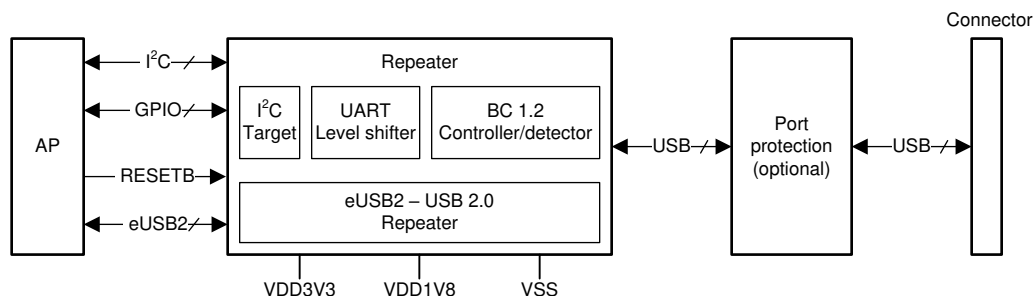 Connector
I²C
Repeater
GPIO
I²C
Target
UART
Level shifter
BC 1.2
Controller/detector
AP
USB
Port
protection
(optional)
USB
RESETB
eUSB2
eUSB2 – USB 2.0
Repeater
VDD3V3
VDD1V8
VSS